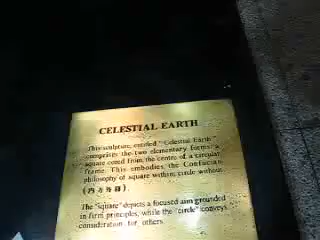 CELESTIAL EARTH
This sculpture, entitled "Celestial Earth"
comprises the two elementary forms: a
square cored from the centre of a circular
frame. This embodies the Confucian
philosophy of square within; circle without
The "square" depicts a focused aim grounded
in firm principles, while the "circle" conveys
consideration for others.